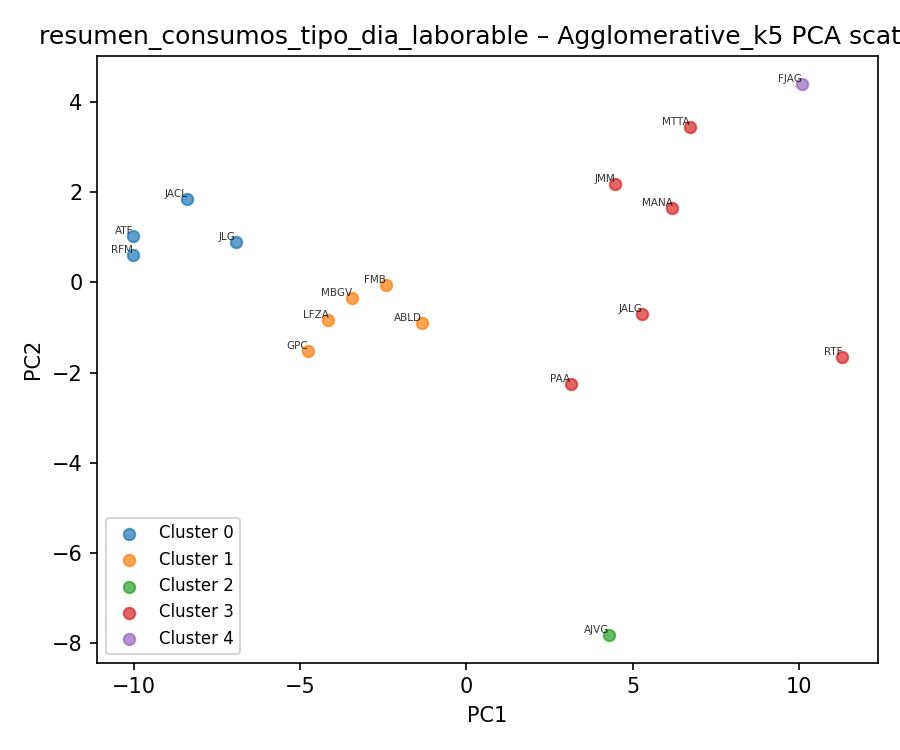 resumen_consumos_tipo_dia_laborable – Agglomerative_k5 PCA scat
FJAG
MTTA
JMM
MANA
JACL
ATF
RFM
JLG
FMB
MBGV
LFZA
ABLD
GPC
JALG
RTF
PAA
AJVG
4
2
0
−2
−4
−6
−8
PC2
Cluster 0
Cluster 1
Cluster 2
Cluster 3
Cluster 4
−10
−5
0
5
10
PC1